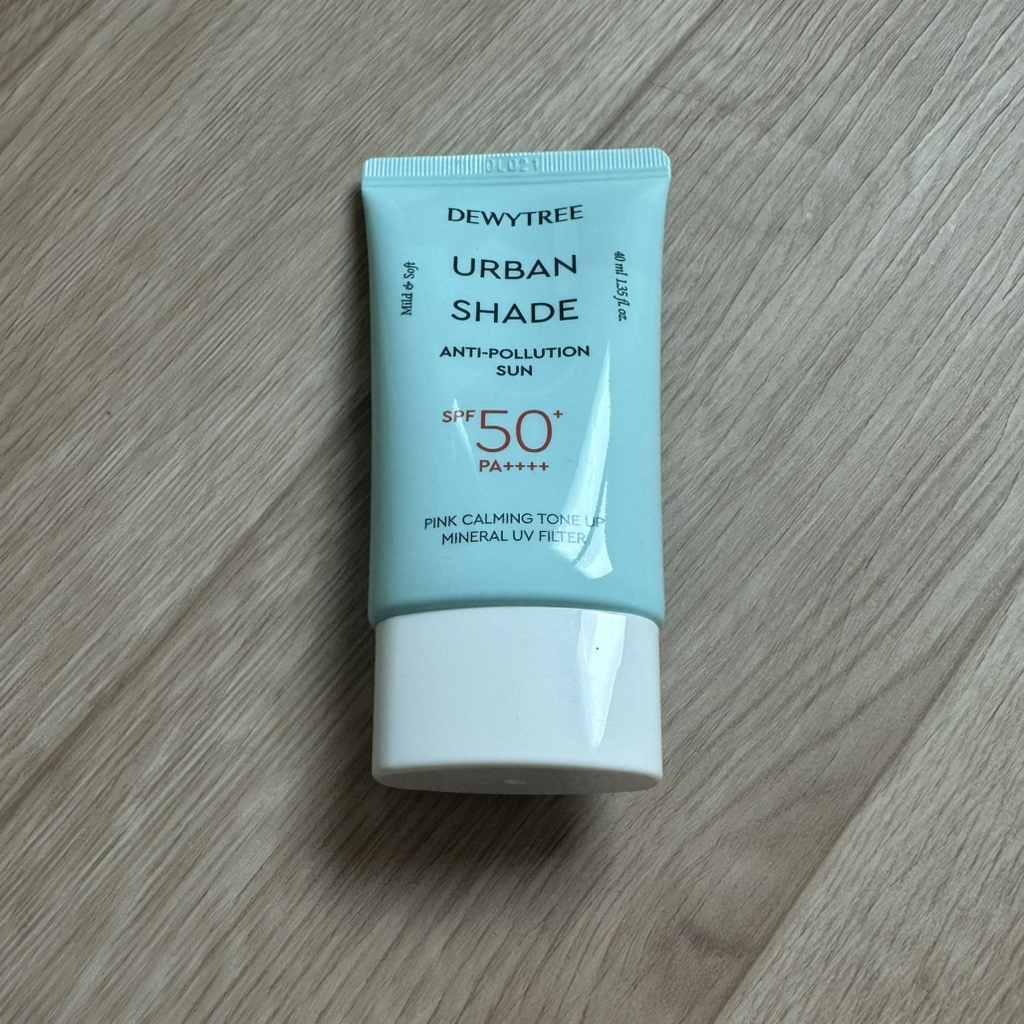 DEWYTREE
URBAN
SHADE
ANTI-POLLUTION
SUN
SPF 50+
PA++++
PINK CALMING TONE UP
MINERAL UV FILTER
Mild & Soft
40 ml 1.35 fl. oz.